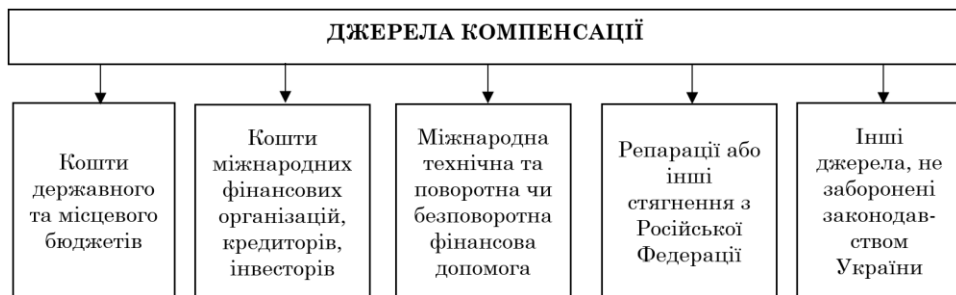 ДЖЕРЕЛА КОМПЕНСАЦІЇ
Кошти
державного
та місцевого
бюджетів
Кошти
міжнародних
фінансових
організацій,
кредиторів,
інвесторів
Міжнародна
технічна та
поворотна чи
безповоротна
фінансова
допомога
Репарації або
інші
стягнення з
Російської
Федерації
Інші
джерела, не
заборонені
законодав-
ством
України